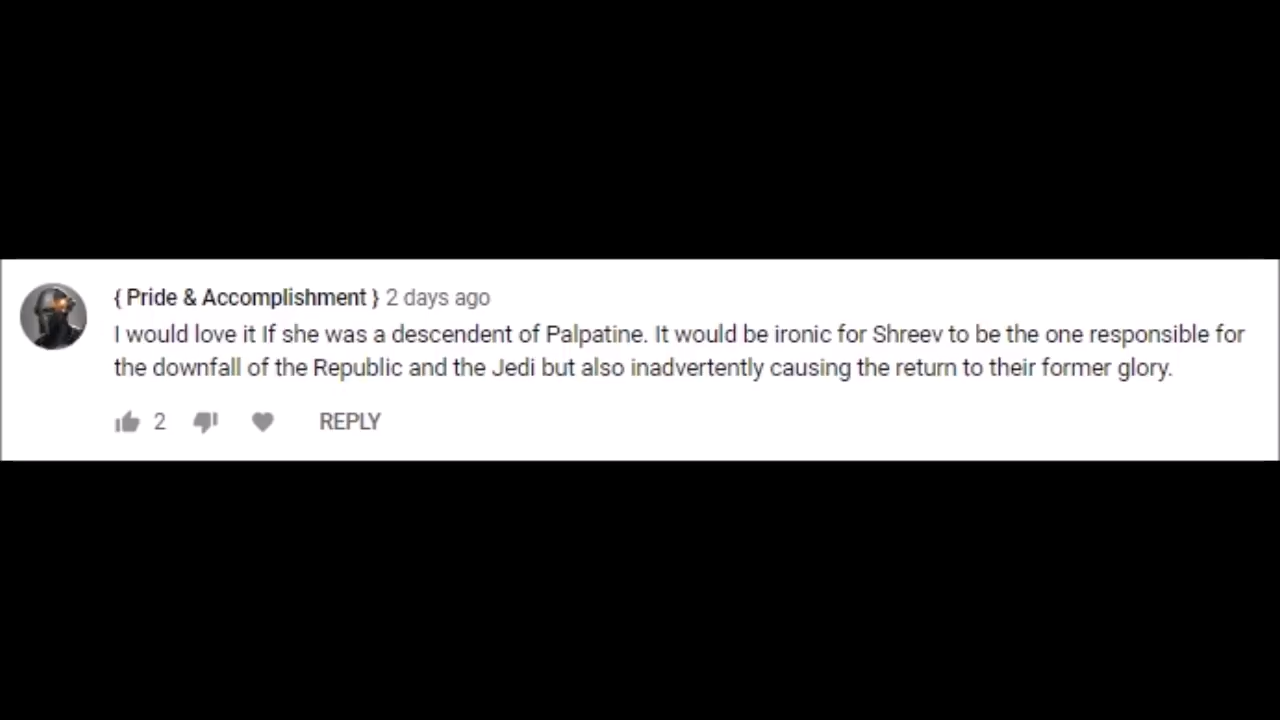 { Pride & Accomplishment } 2 days ago
I would love it If she was a descendent of Palpatine. It would be ironic for Shreev to be the one responsible for
the downfall of the Republic and the Jedi but also inadvertently causing the return to their former glory.
2 REPLY